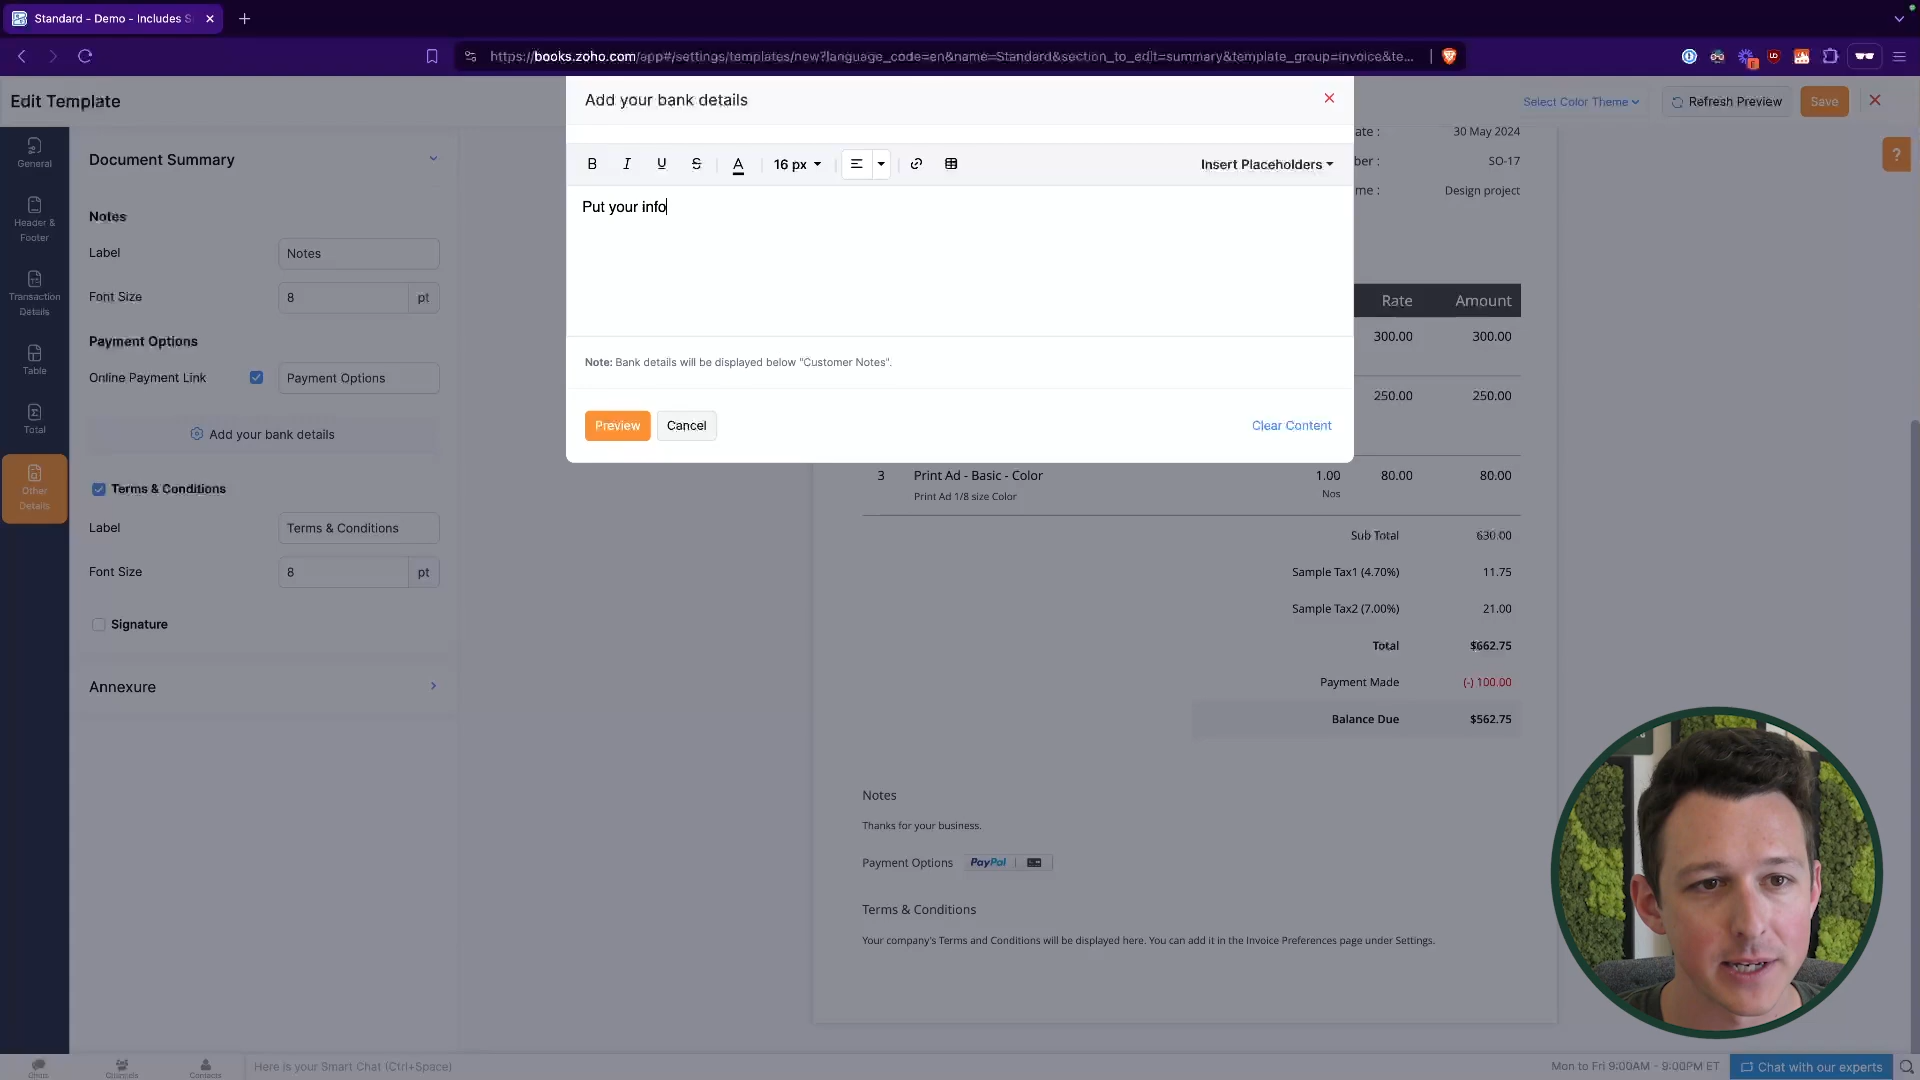 Standard - Demo - Includes S
https://books.zoho.com/app#/settings/templates/new?language_code=en&name=Standard&section_to_edit=summary&template_group=invoice&te...
Edit Template
Select Color Theme
Refresh Preview
Save
General
Header & Footer
Transaction Details
Table
Total
Other Details
Document Summary
Notes
Label
Notes
Font Size
8
pt
Payment Options
Online Payment Link
Payment Options
Add your bank details
Terms & Conditions
Label
Terms & Conditions
Font Size
8
pt
Signature
Annexure
Add your bank details
B I U S A 16 px
Insert Placeholders
Put your info
Note: Bank details will be displayed below "Customer Notes".
Preview
Cancel
Clear Content
ate : 30 May 2024
ber : SO-17
me : Design project
?
Rate Amount
300.00 300.00
250.00 250.00
3 Print Ad - Basic - Color 1.00 80.00 80.00
Print Ad 1/8 size Color Nos
Sub Total 630.00
Sample Tax1 (4.70%) 11.75
Sample Tax2 (7.00%) 21.00
Total $662.75
Payment Made (-) 100.00
Balance Due $562.75
Notes
Thanks for your business.
Payment Options PayPal
Terms & Conditions
Your company's Terms and Conditions will be displayed here. You can add it in the Invoice Preferences page under Settings.
Chats
Channels
Contacts
Here is your Smart Chat (Ctrl+Space)
Mon to Fri 9:00AM - 9:00PM ET
Chat with our experts